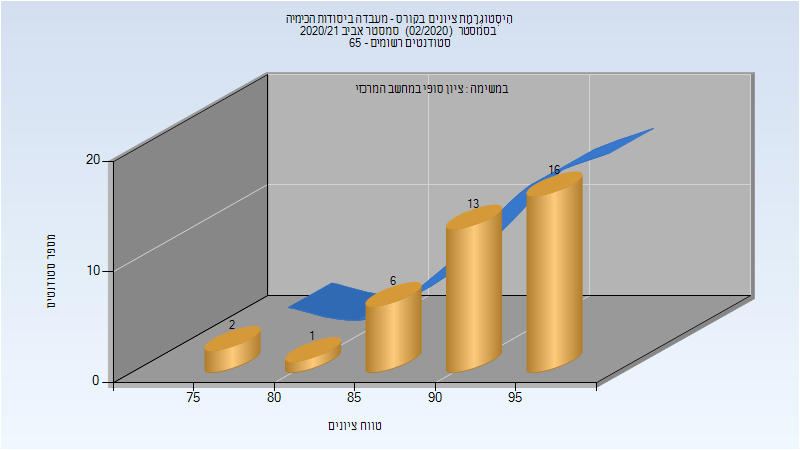 היסטוגרמת ציונים בקורס - מעבדה ביסודות הכימיה
בסמסטר (02/2020) סמסטר אביב 2020/21
סטודנטים רשומים - 65
במשימה : ציון סופי במחשב המרכזי
16
13
6
2
1
20
10
0
מספר סטודנטים
75 80 85 90 95
טווח ציונים